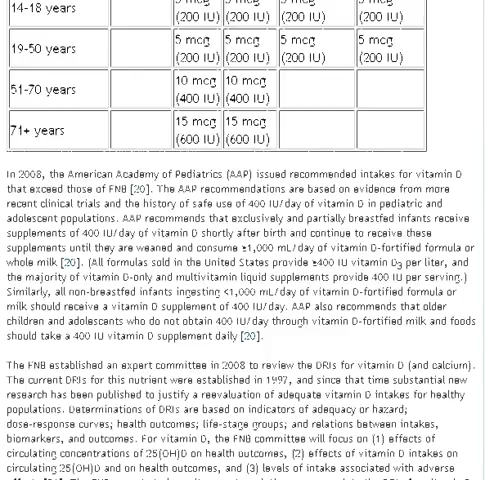 14-18 years (200 IU) (200 IU) (200 IU) (200 IU)
19-50 years 5 mcg (200 IU) 5 mcg (200 IU) 5 mcg (200 IU) 5 mcg (200 IU)
51-70 years 10 mcg (400 IU) 10 mcg (400 IU)
71+ years 15 mcg (600 IU) 15 mcg (600 IU)
In 2008, the American Academy of Pediatrics (AAP) issued recommended intakes for vitamin D
that exceed those of FNB [20]. The AAP recommendations are based on evidence from more
recent clinical trials and the history of safe use of 400 IU/day of vitamin D in pediatric and
adolescent populations. AAP recommends that exclusively and partially breastfed infants receive
supplements of 400 IU/day of vitamin D shortly after birth and continue to receive these
supplements until they are weaned and consume ≥1,000 mL/day of vitamin D-fortified formula or
whole milk [20]. (All formulas sold in the United States provide ≥400 IU vitamin D3 per liter, and
the majority of vitamin D-only and multivitamin liquid supplements provide 400 IU per serving.)
Similarly, all non-breastfed infants ingesting <1,000 mL/day of vitamin D-fortified formula or
milk should receive a vitamin D supplement of 400 IU/day. AAP also recommends that older
children and adolescents who do not obtain 400 IU/day through vitamin D-fortified milk and foods
should take a 400 IU vitamin D supplement daily [20].
The FNB established an expert committee in 2008 to review the DRIs for vitamin D (and calcium).
The current DRIs for this nutrient were established in 1997, and since that time substantial new
research has been published to justify a reevaluation of adequate vitamin D intakes for healthy
populations. Determinations of DRIs are based on indicators of adequacy or hazard;
dose-response curves; health outcomes; life-stage groups; and relations between intakes,
biomarkers, and outcomes. For vitamin D, the FNB committee will focus on (1) effects of
circulating concentrations of 25(OH)D on health outcomes, (2) effects of vitamin D intakes on
circulating 25(OH)D and on health outcomes, and (3) levels of intake associated with adverse